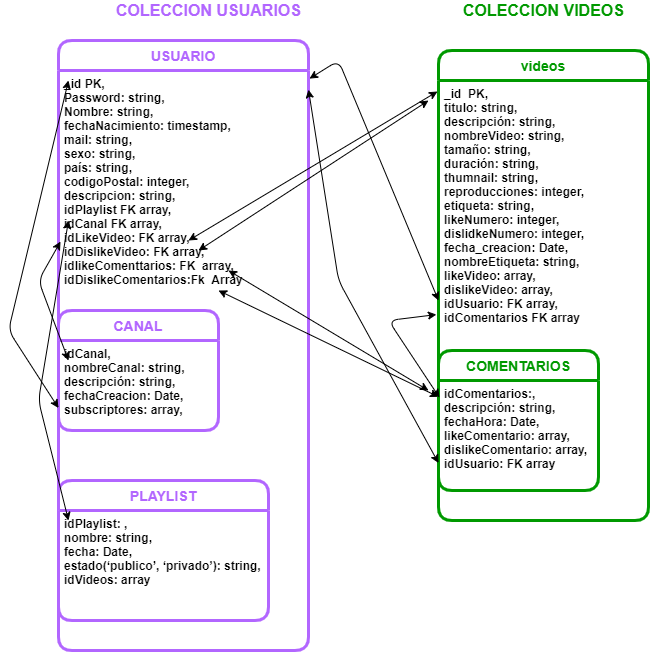 COLECCION USUARIOS
USUARIO
_id PK,
Password: string,
Nombre: string,
fechaNacimiento: timestamp,
mail: string,
sexo: string,
país: string,
codigoPostal: integer,
descripcion: string,
idPlaylist FK array,
idCanal FK array,
idLikeVideo: FK array,
idDislikeVideo: FK array,
idlikeComenttarios: FK  array,
idDislikeComentarios:Fk  Array
CANAL
idCanal,
nombreCanal: string,
descripción: string,
fechaCreacion: Date,
subscriptores: array,
PLAYLIST
idPlaylist: ,
nombre: string,
fecha: Date,
estado(‘publico’, ‘privado’): string,
idVideos: array
COLECCION VIDEOS
videos
_id  PK,
titulo: string,
descripción: string,
nombreVideo: string,
tamaño: string,
duración: string,
thumnail: string,
reproducciones: integer,
etiqueta: string,
likeNumero: integer,
dislidkeNumero: integer,
fecha_creacion: Date,
nombreEtiqueta: string,
likeVideo: array,
dislikeVideo: array,
idUsuario: FK array,
idComentarios FK array
COMENTARIOS
idComentarios:,
descripción: string,
fechaHora: Date,
likeComentario: array,
dislikeComentario: array,
idUsuario: FK array